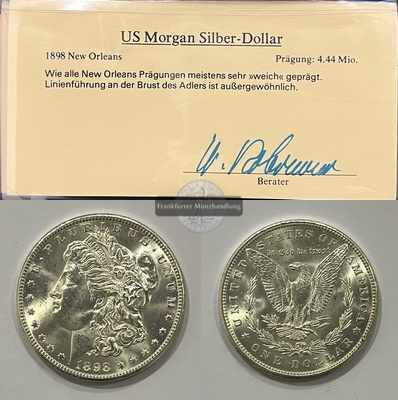 US Morgan Silber-Dollar
1898 New Orleans Prägung: 4.44 Mio.
Wie alle New Orleans Prägungen meistens sehr »weich« geprägt.
Linienführung an der Brust des Adlers ist außergewöhnlich.
Berater
Frankfurter Münzhandlung
E·PLURIBUS·UNUM
1898
UNITED STATES OF AMERICA
In God we trust
ONE DOLLAR